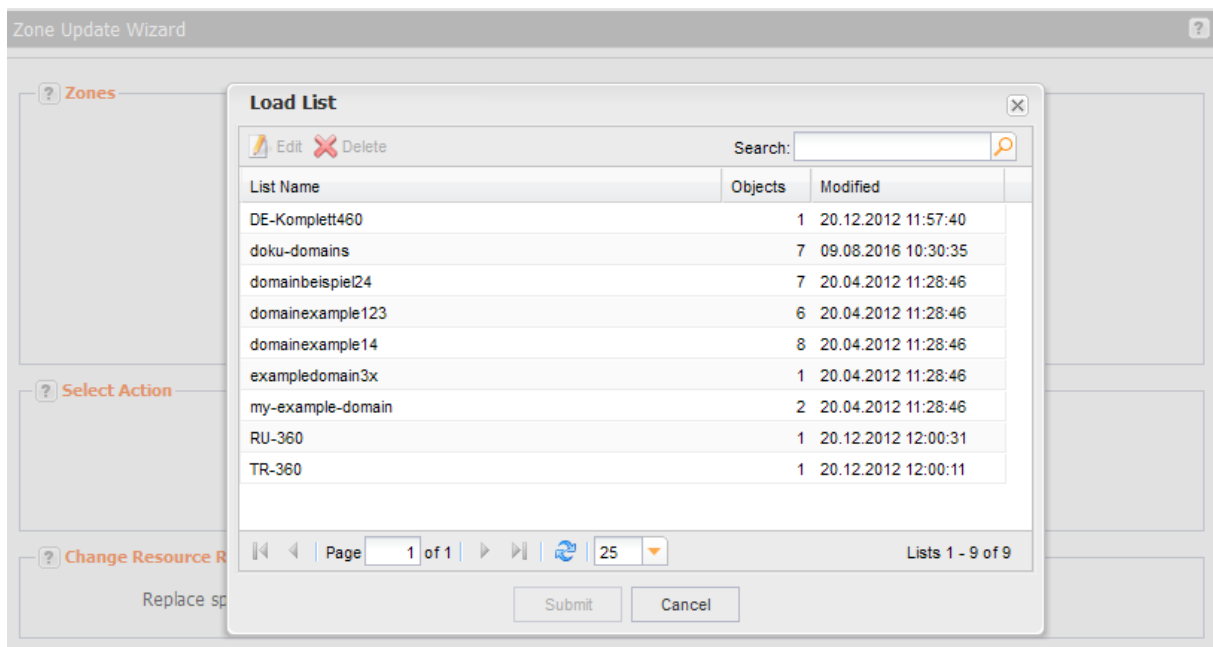 Zone Update Wizard ?
? Zones
Load List
Edit Delete Search:
List Name Objects Modified
DE-Komplett460 1 20.12.2012 11:57:40
doku-domains 7 09.08.2016 10:30:35
domainbeispiel24 7 20.04.2012 11:28:46
domainexample123 6 20.04.2012 11:28:46
domainexample14 8 20.04.2012 11:28:46
exampledomain3x 1 20.04.2012 11:28:46
my-example-domain 2 20.04.2012 11:28:46
RU-360 1 20.12.2012 12:00:31
TR-360 1 20.12.2012 12:00:11
? Select Action
Page 1 of 1 25 Lists 1 - 9 of 9
? Change Resource R
Replace sp
Submit Cancel